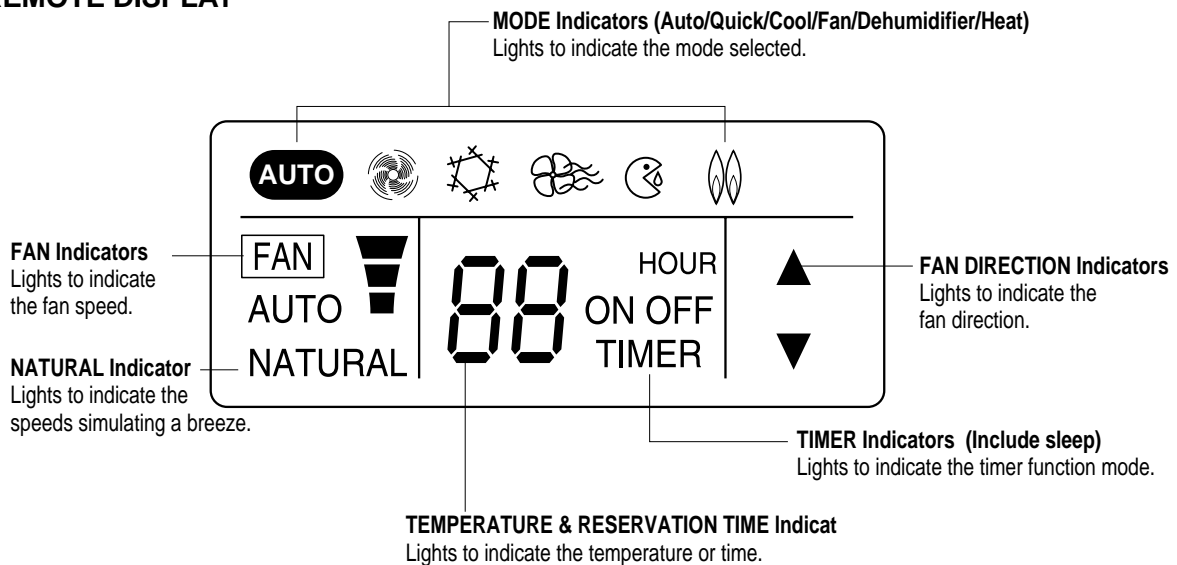 REMOTE DISPLAY
MODE Indicators (Auto/Quick/Cool/Fan/Dehumidifier/Heat)
Lights to indicate the mode selected.
AUTO
FAN Indicators
Lights to indicate
the fan speed.
FAN
AUTO
NATURAL
NATURAL Indicator
Lights to indicate the
speeds simulating a breeze.
88
HOUR
ON OFF
TIMER
FAN DIRECTION Indicators
Lights to indicate the
fan direction.
TIMER Indicators (Include sleep)
Lights to indicate the timer function mode.
TEMPERATURE & RESERVATION TIME Indicat
Lights to indicate the temperature or time.